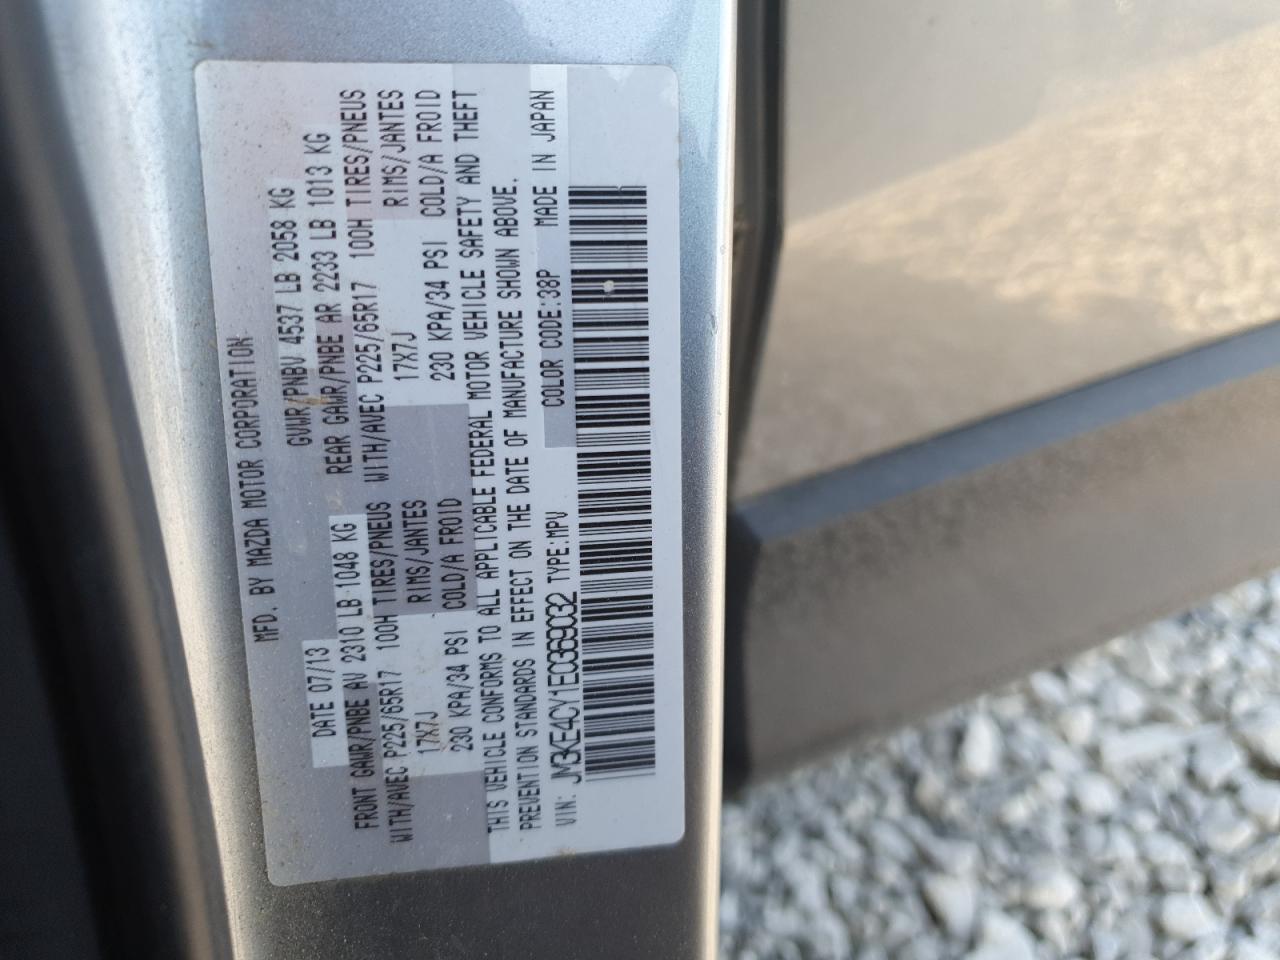 MFD. BY MAZDA MOTOR CORPORATION
DATE 07/13 GVWR/PNBV 4537 LB 2058 KG
FRONT GAWR/PNBE AV 2310 LB 1048 KG REAR GAWR/PNBE AR 2233 LB 1013 KG
WITH/AVEC P225/65R17 100H TIRES/PNEUS WITH/AVEC P225/65R17 100H TIRES/PNEUS
17X7J RIMS/JANTES 17X7J RIMS/JANTES
230 KPA/34 PSI COLD/A FROID 230 KPA/34 PSI COLD/A FROID
THIS VEHICLE CONFORMS TO ALL APPLICABLE FEDERAL MOTOR VEHICLE SAFETY AND THEFT
PREVENTION STANDARDS IN EFFECT ON THE DATE OF MANUFACTURE SHOWN ABOVE.
VIN: JM3KE4CY1E0369032 TYPE:MPV COLOR CODE:38P MADE IN JAPAN